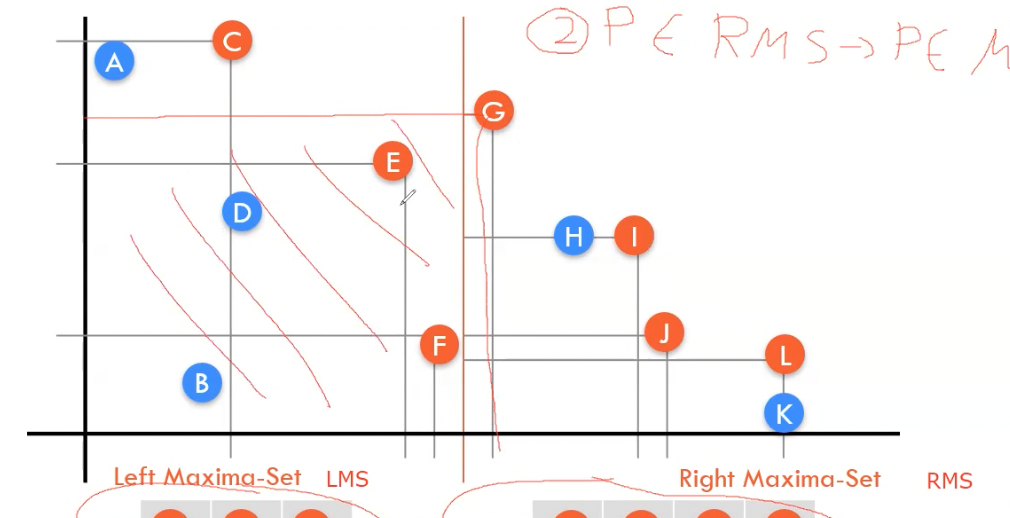 ② P ∈ RMS → P ∈ M
C
A
G
E
D
H I
J
F
L
B
K
Left Maxima-Set LMS Right Maxima-Set RMS